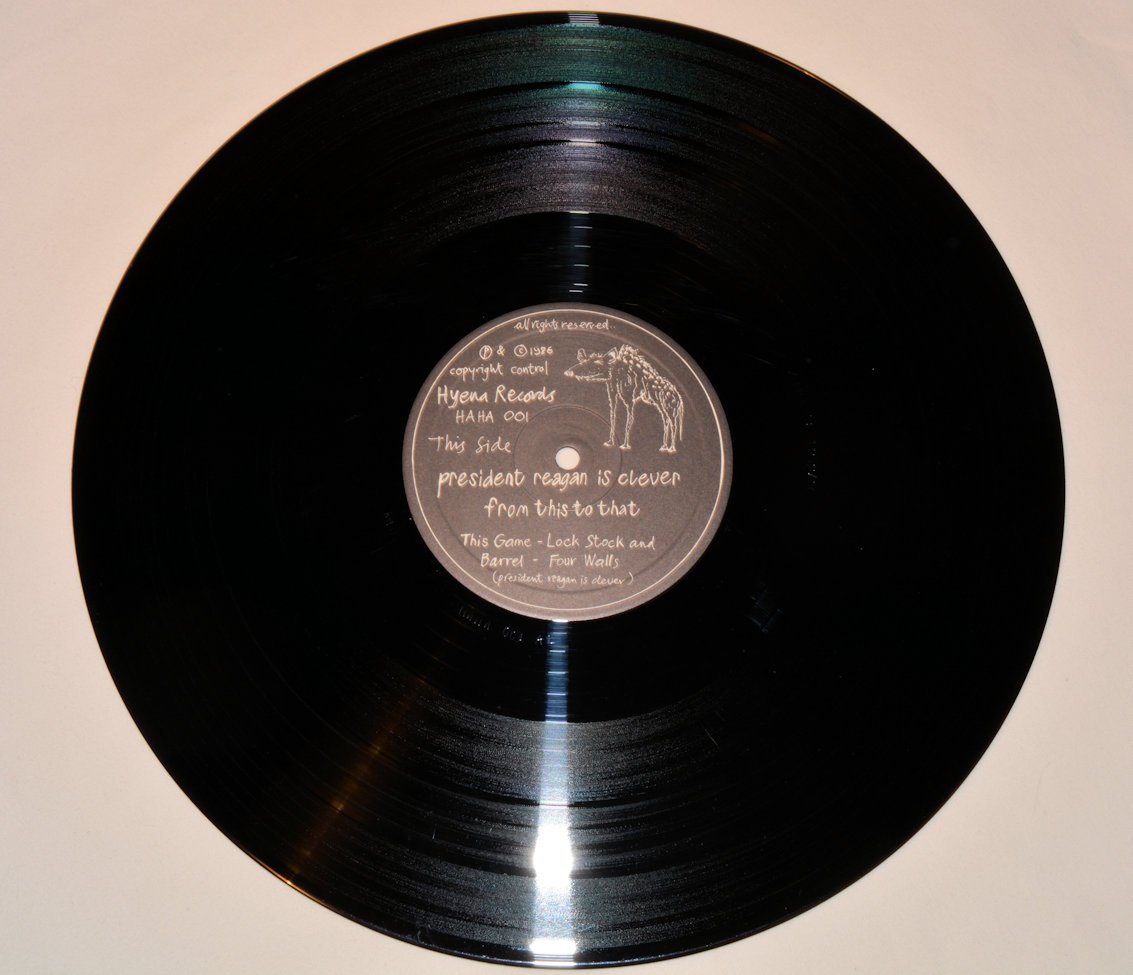 all rights reserved..
Ⓟ & © 1986
copyright control
Hyena Records
HAHA 001
This Side
president reagan is clever
from this to that
This Game - Lock Stock and
Barrel - Four Walls
(president reagan is clever)
001